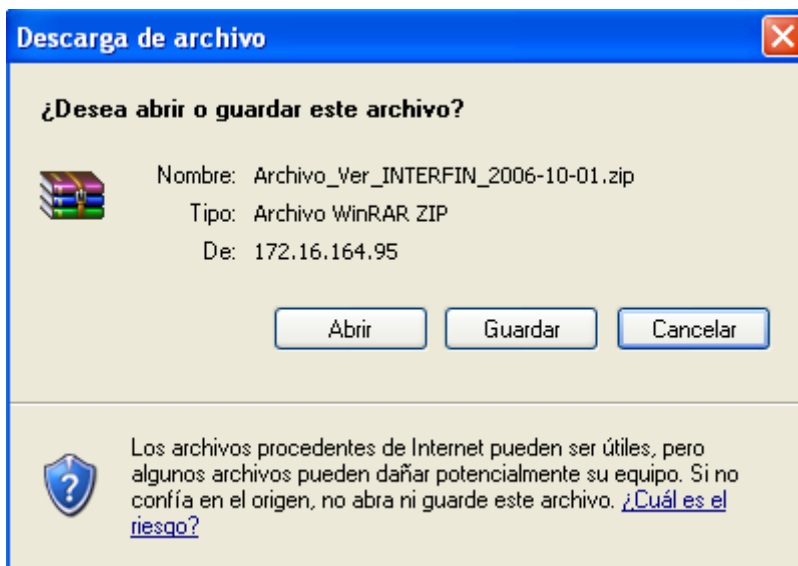 Descarga de archivo
¿Desea abrir o guardar este archivo?
Nombre: Archivo_Ver_INTERFIN_2006-10-01.zip
Tipo: Archivo WinRAR ZIP
De: 172.16.164.95
Abrir Guardar Cancelar
Los archivos procedentes de Internet pueden ser útiles, pero
algunos archivos pueden dañar potencialmente su equipo. Si no
confía en el origen, no abra ni guarde este archivo. ¿Cuál es el
riesgo?